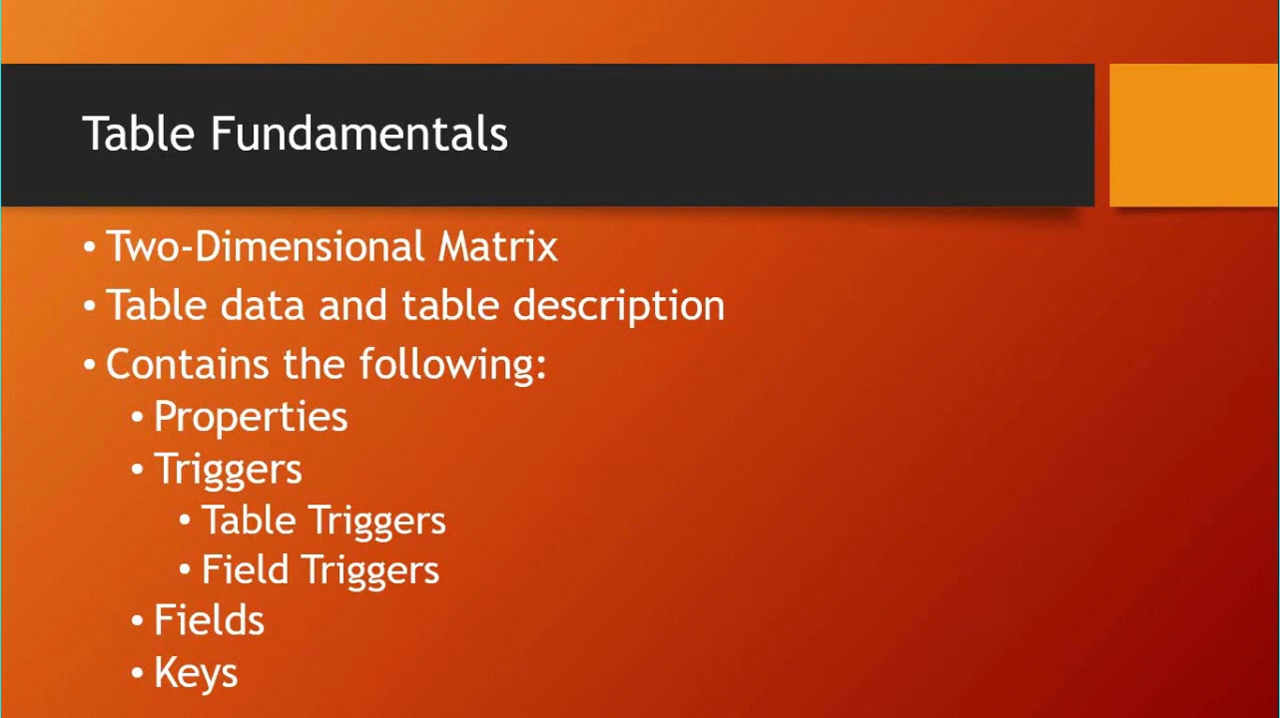 Table Fundamentals
• Two-Dimensional Matrix
• Table data and table description
• Contains the following:
• Properties
• Triggers
• Table Triggers
• Field Triggers
• Fields
• Keys